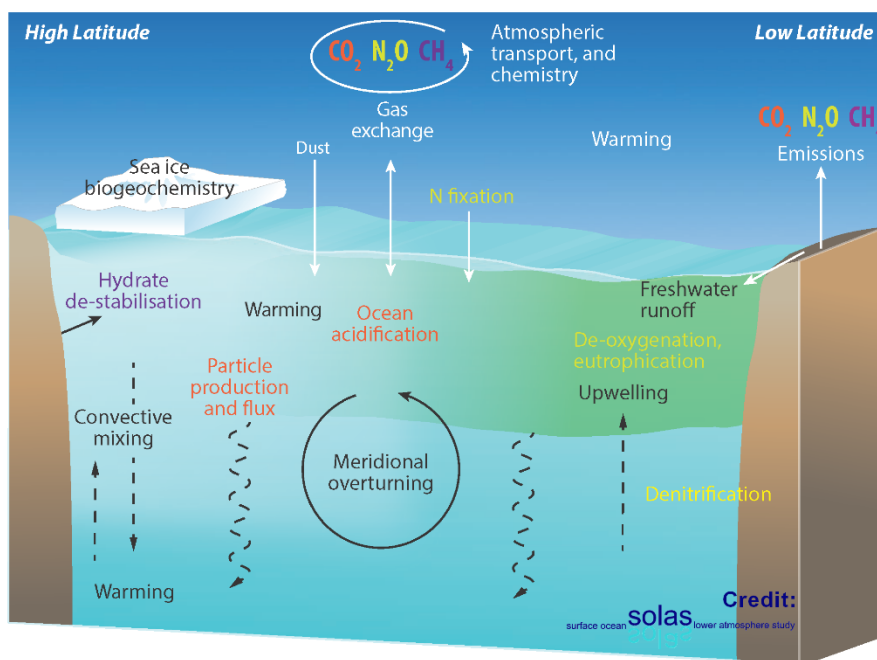 High Latitude
Low Latitude
CO2 N2O CH4
Atmospheric
transport, and
chemistry
Gas
exchange
Dust
Warming
CO2 N2O CH
Emissions
Sea ice
biogeochemistry
N fixation
Hydrate
de-stabilisation
Warming
Ocean
acidification
Freshwater
runoff
De-oxygenation,
eutrophication
Particle
production
and flux
Upwelling
Convective
mixing
Meridional
overturning
Denitrification
Warming
Credit:
surface ocean solas lower atmosphere study